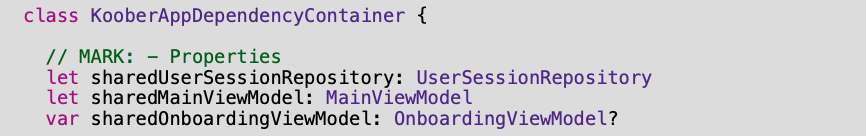 class KooberAppDependencyContainer {
// MARK: - Properties
let sharedUserSessionRepository: UserSessionRepository
let sharedMainViewModel: MainViewModel
var sharedOnboardingViewModel: OnboardingViewModel?